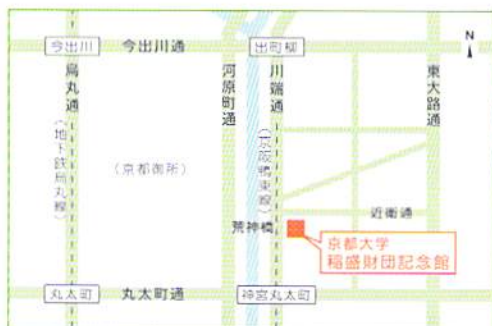 今出川
今出川通
出町柳
N
烏丸通
(地下鉄烏丸線)
(京都御所)
河原町通
川端通
(京阪鴨東線)
東大路通
近衛通
荒神橋
京都大学
稲盛財団記念館
丸太町
丸太町通
神宮丸太町